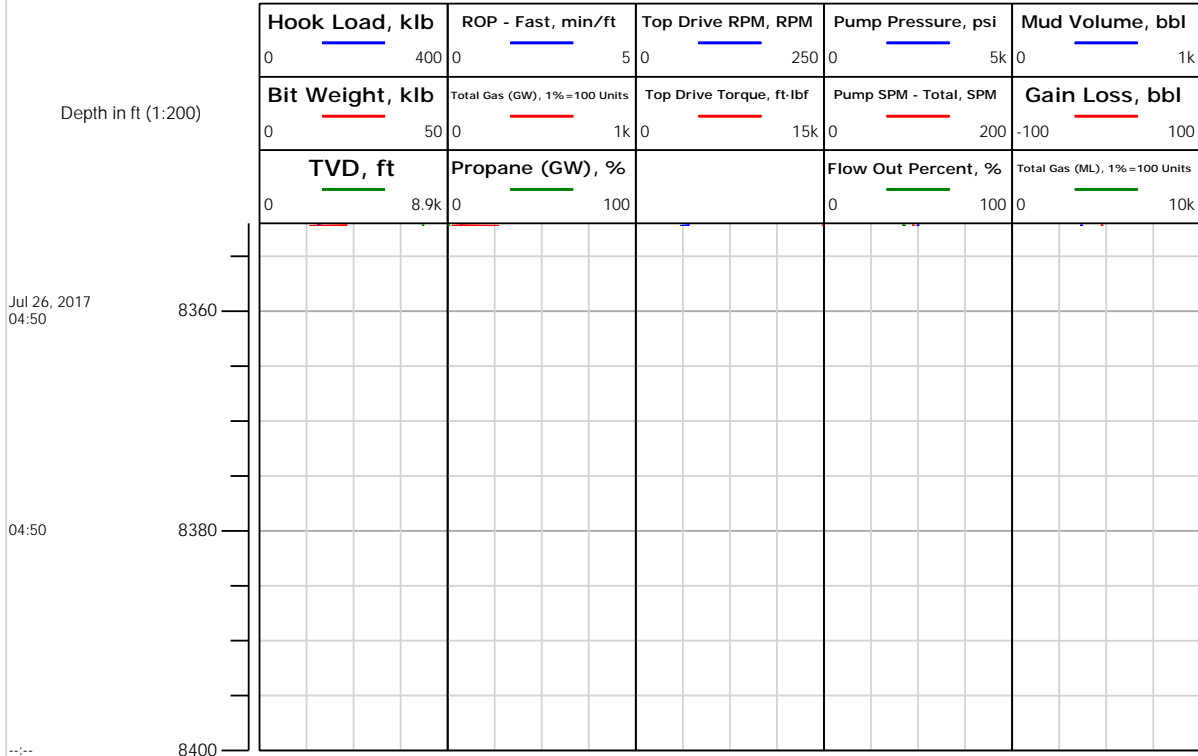 Hook Load, klb
0 400
ROP - Fast, min/ft
0 5
Top Drive RPM, RPM
0 250
Pump Pressure, psi
0 5k
Mud Volume, bbl
0 1k
Depth in ft (1:200)
Bit Weight, klb
0 50
Total Gas (GW), 1%=100 Units
0 1k
Top Drive Torque, ft·lbf
0 15k
Pump SPM - Total, SPM
0 200
Gain Loss, bbl
-100 100
TVD, ft
0 8.9k
Propane (GW), %
0 100
Flow Out Percent, %
0 100
Total Gas (ML), 1%=100 Units
0 10k
Jul 26, 2017
04:50
8360
04:50
8380
--:--
8400